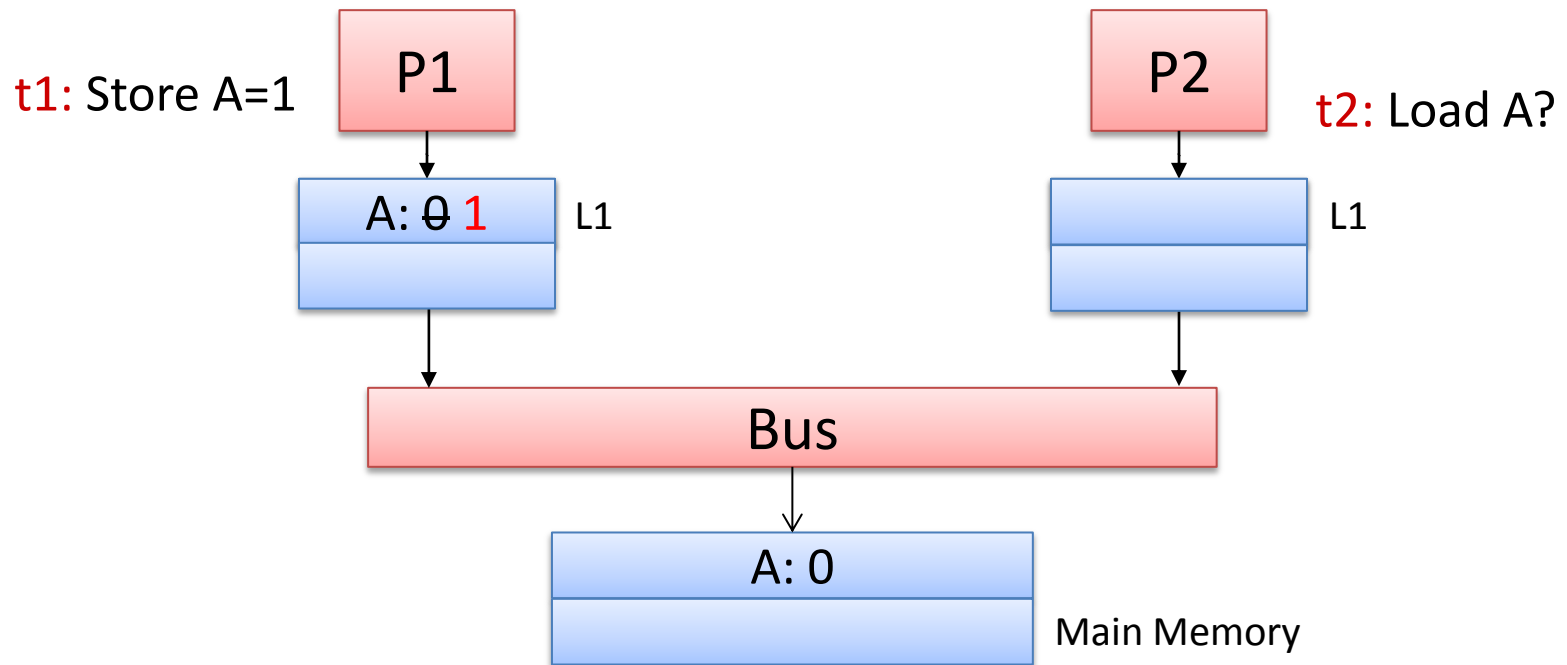 P1
P2
t1: Store A=1
t2: Load A?
A: 0 1
L1
L1
Bus
A: 0
Main Memory